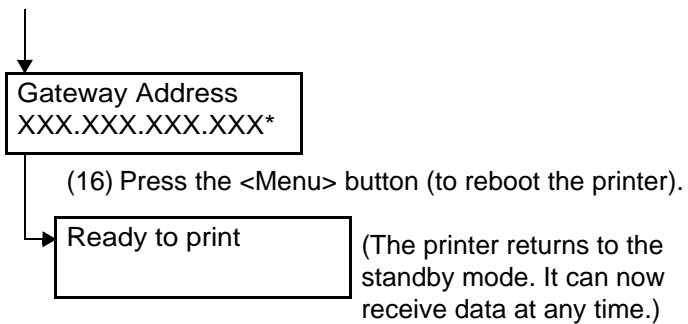 Gateway Address
XXX.XXX.XXX.XXX*
(16) Press the <Menu> button (to reboot the printer).
Ready to print
(The printer returns to the
standby mode. It can now
receive data at any time.)